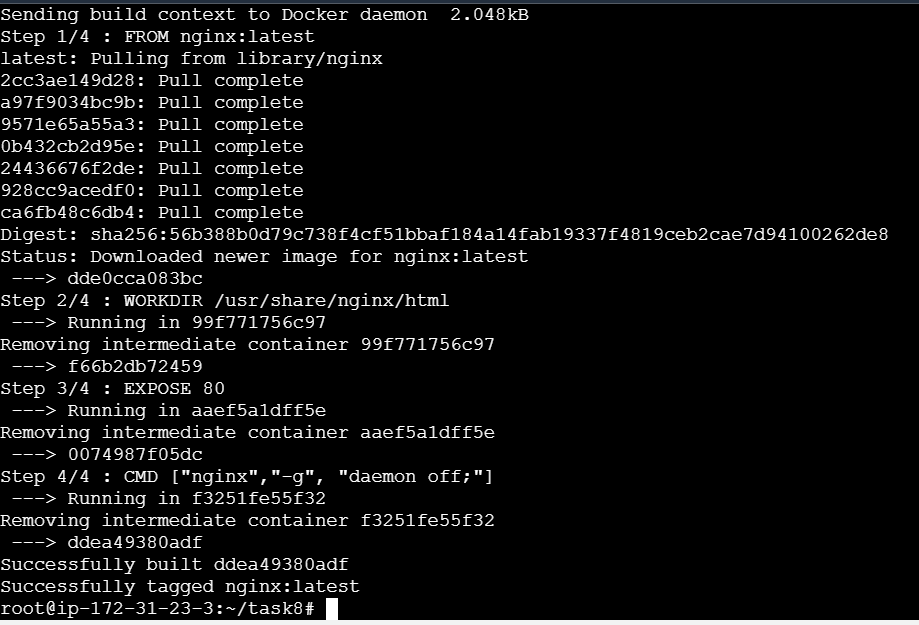 Sending build context to Docker daemon  2.048kB
Step 1/4 : FROM nginx:latest
latest: Pulling from library/nginx
2cc3ae149d28: Pull complete
a97f9034bc9b: Pull complete
9571e65a55a3: Pull complete
0b432cb2d95e: Pull complete
24436676f2de: Pull complete
928cc9acedf0: Pull complete
ca6fb48c6db4: Pull complete
Digest: sha256:56b388b0d79c738f4cf51bbaf184a14fab19337f4819ceb2cae7d94100262de8
Status: Downloaded newer image for nginx:latest
 ---> dde0cca083bc
Step 2/4 : WORKDIR /usr/share/nginx/html
 ---> Running in 99f771756c97
Removing intermediate container 99f771756c97
 ---> f66b2db72459
Step 3/4 : EXPOSE 80
 ---> Running in aaef5a1dff5e
Removing intermediate container aaef5a1dff5e
 ---> 0074987f05dc
Step 4/4 : CMD ["nginx","-g", "daemon off;"]
 ---> Running in f3251fe55f32
Removing intermediate container f3251fe55f32
 ---> ddea49380adf
Successfully built ddea49380adf
Successfully tagged nginx:latest
root@ip-172-31-23-3:~/task8#